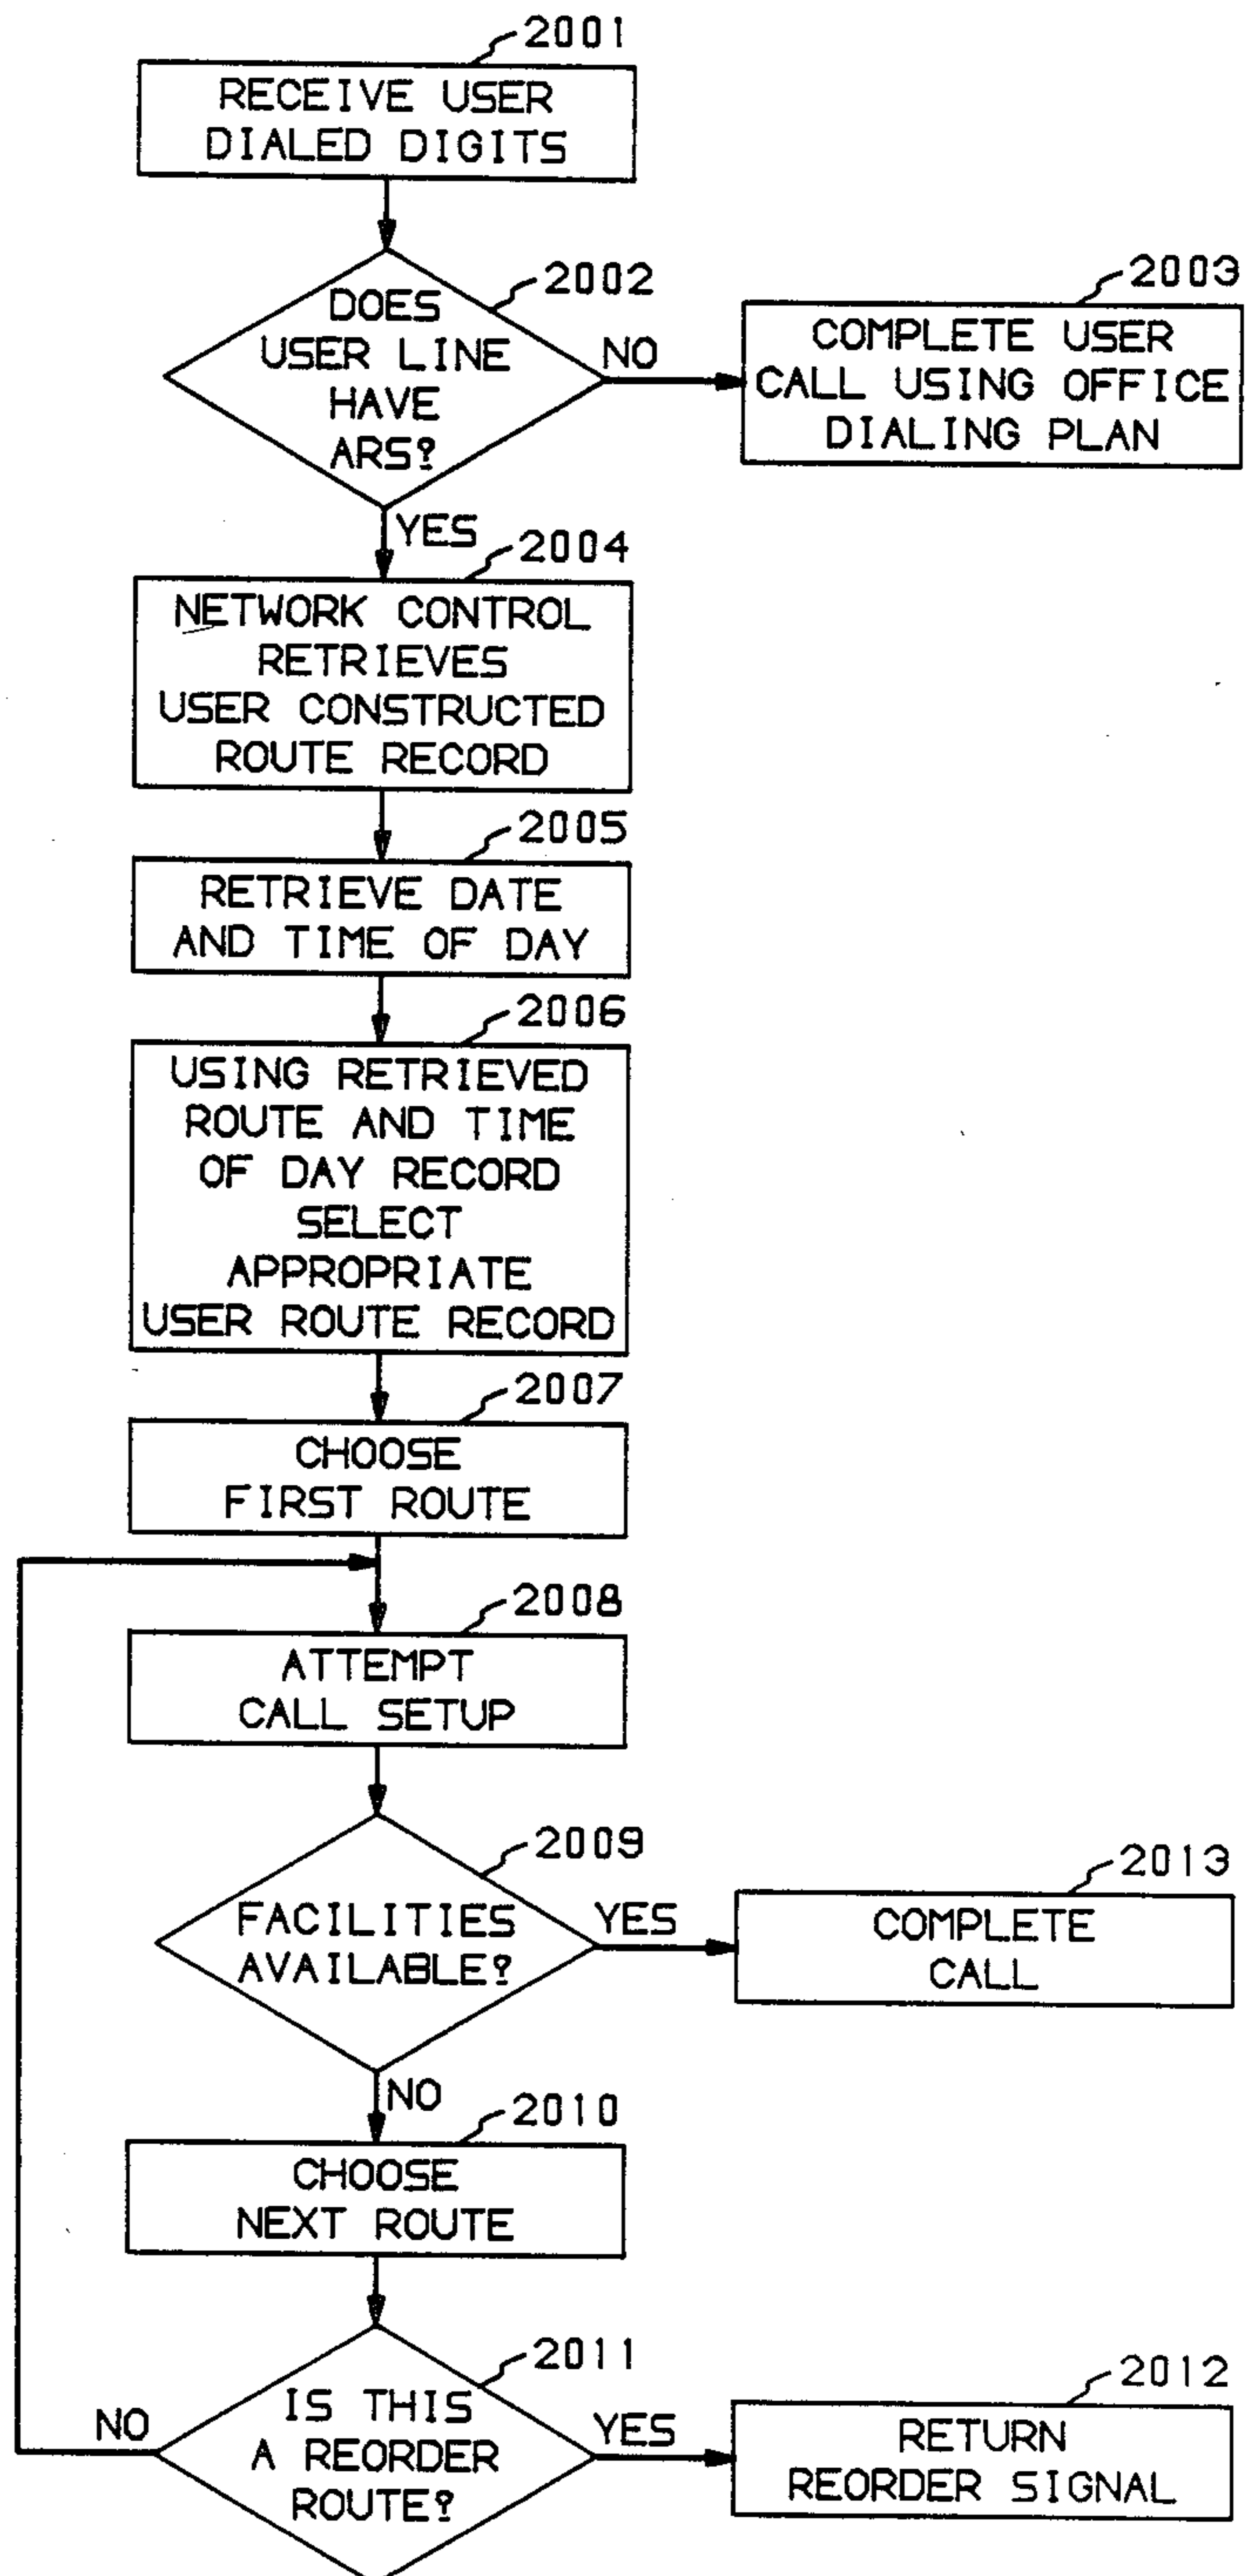 2001
RECEIVE USER
DIALED DIGITS
2002
DOES
USER LINE
HAVE
ARS?
NO
2003
COMPLETE USER
CALL USING OFFICE
DIALING PLAN
YES
2004
NETWORK CONTROL
RETRIEVES
USER CONSTRUCTED
ROUTE RECORD
2005
RETRIEVE DATE
AND TIME OF DAY
2006
USING RETRIEVED
ROUTE AND TIME
OF DAY RECORD
SELECT
APPROPRIATE
USER ROUTE RECORD
2007
CHOOSE
FIRST ROUTE
2008
ATTEMPT
CALL SETUP
2009
FACILITIES
AVAILABLE?
YES
2013
COMPLETE
CALL
NO
2010
CHOOSE
NEXT ROUTE
2011
IS THIS
A REORDER
ROUTE?
NO
YES
2012
RETURN
REORDER SIGNAL